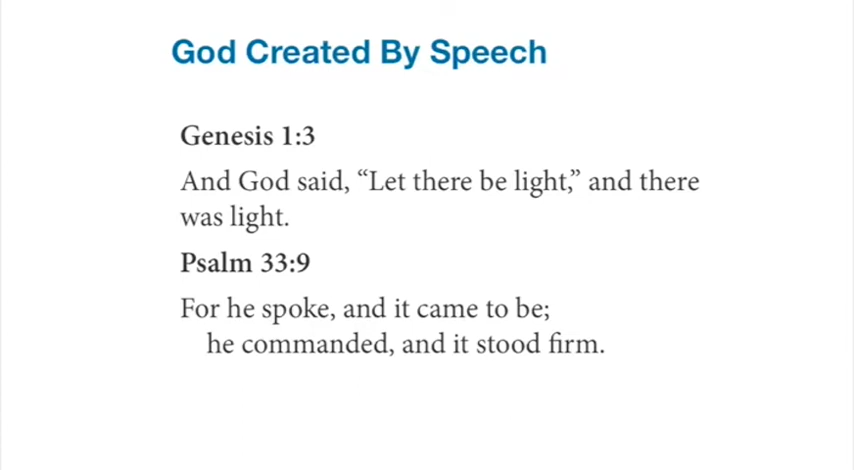 God Created By Speech
Genesis 1:3
And God said, “Let there be light,” and there
was light.
Psalm 33:9
For he spoke, and it came to be;
he commanded, and it stood firm.